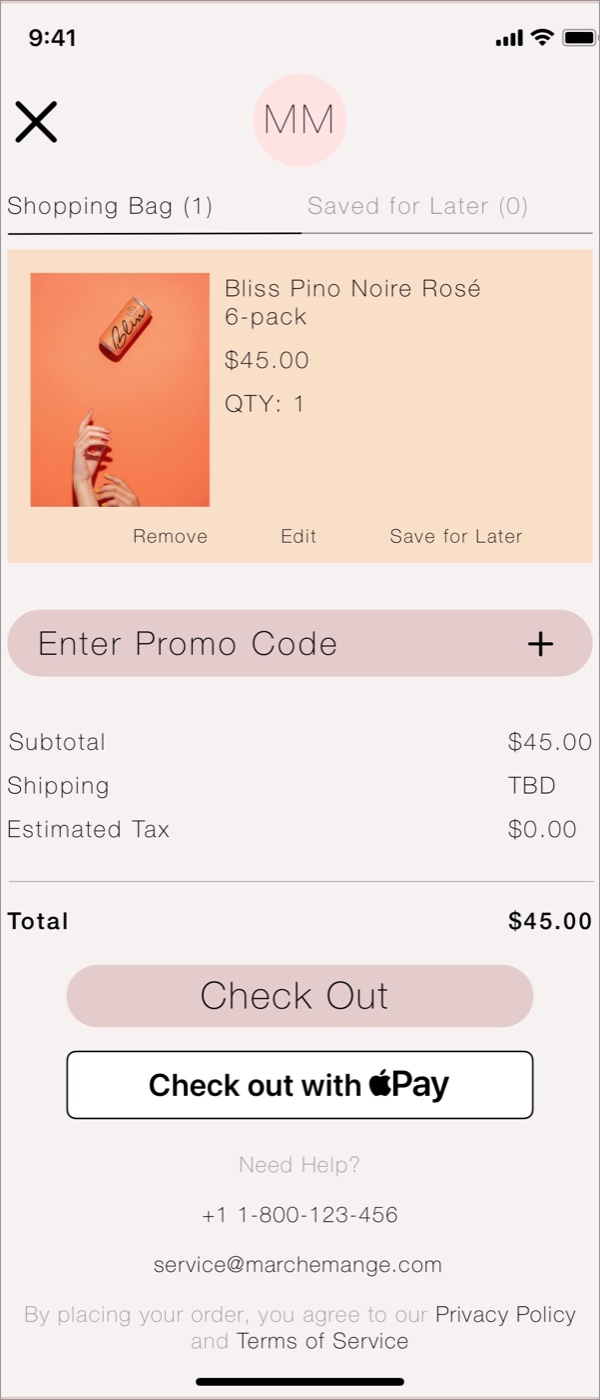 9:41
MM
Shopping Bag (1)
Saved for Later (0)
Bliss
Bliss Pino Noire Rosé
6-pack
$45.00
QTY: 1
Remove
Edit
Save for Later
Enter Promo Code +
Subtotal $45.00
Shipping TBD
Estimated Tax $0.00
Total $45.00
Check Out
Check out with Pay
Need Help?
+1 1-800-123-456
service@marchemange.com
By placing your order, you agree to our Privacy Policy
and Terms of Service